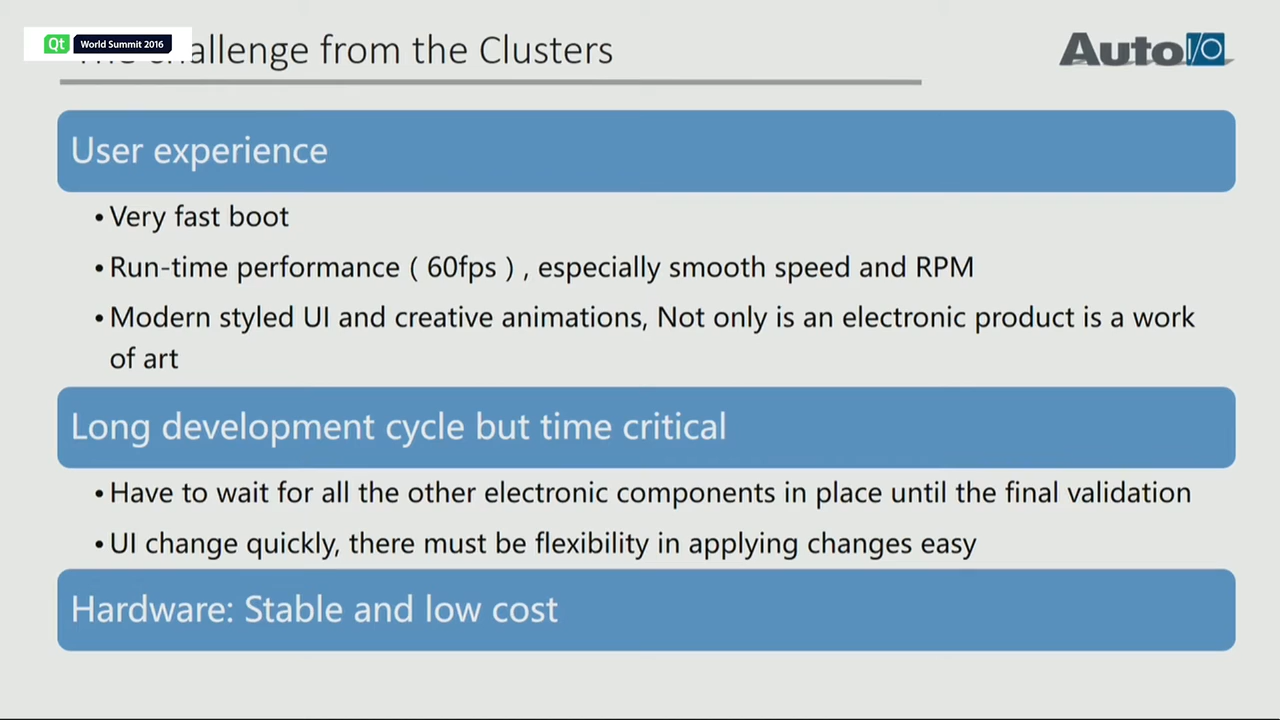 Qt World Summit 2016
challenge from the Clusters
Auto I/O
User experience
• Very fast boot
• Run-time performance ( 60fps ) , especially smooth speed and RPM
• Modern styled UI and creative animations, Not only is an electronic product is a work
of art
Long development cycle but time critical
• Have to wait for all the other electronic components in place until the final validation
• UI change quickly, there must be flexibility in applying changes easy
Hardware: Stable and low cost